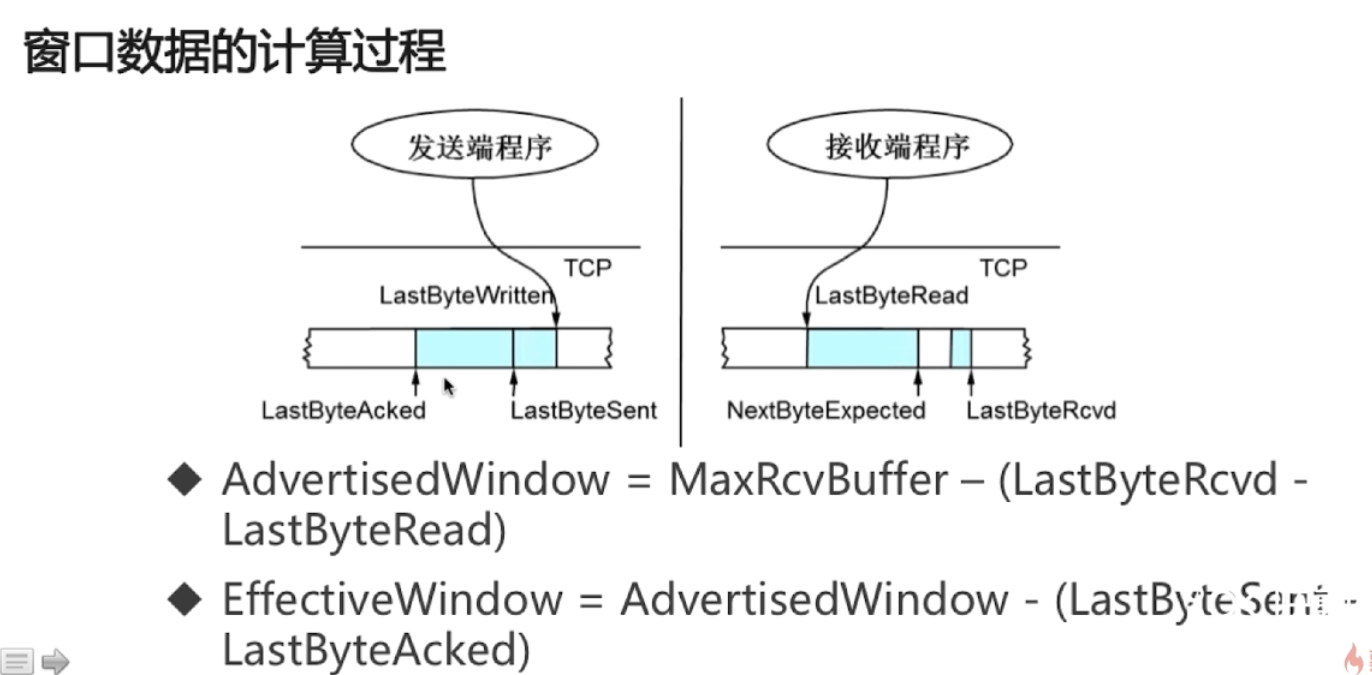 窗口数据的计算过程
发送端程序
接收端程序
TCP
TCP
LastByteWritten
LastByteRead
LastByteAcked
LastByteSent
NextByteExpected
LastByteRcvd
◆ AdvertisedWindow = MaxRcvBuffer – (LastByteRcvd -
LastByteRead)
◆ EffectiveWindow = AdvertisedWindow - (LastByteSent -
LastByteAcked)